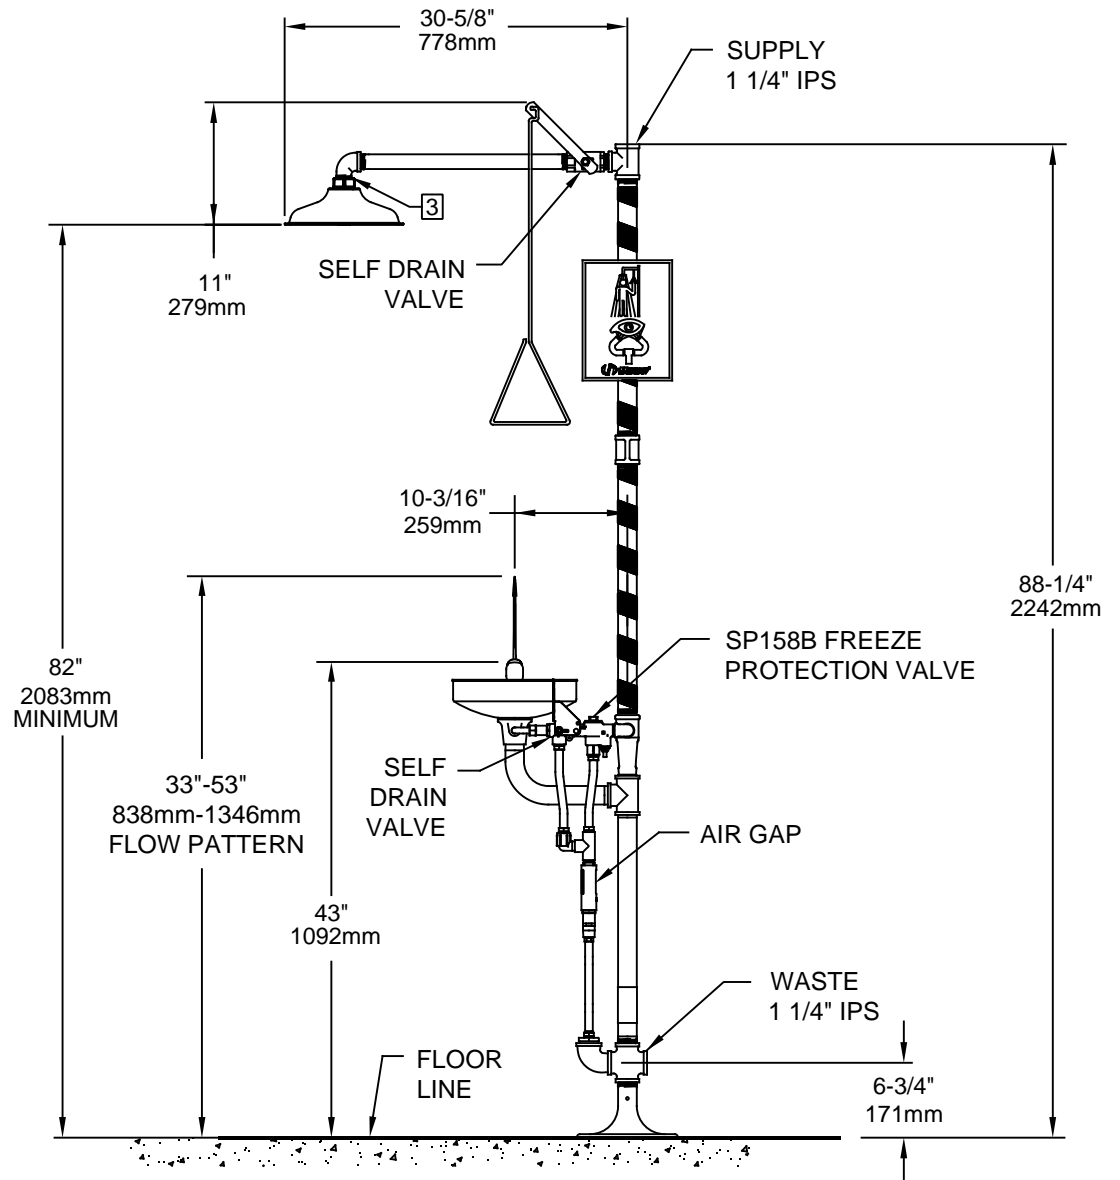 30-5/8"
778mm
SUPPLY
1 1/4" IPS
3
11"
279mm
SELF DRAIN
VALVE
10-3/16"
259mm
88-1/4"
2242mm
SP158B FREEZE
PROTECTION VALVE
82"
2083mm
MINIMUM
SELF
DRAIN
VALVE
33"-53"
838mm-1346mm
FLOW PATTERN
AIR GAP
43"
1092mm
WASTE
1 1/4" IPS
FLOOR
LINE
6-3/4"
171mm